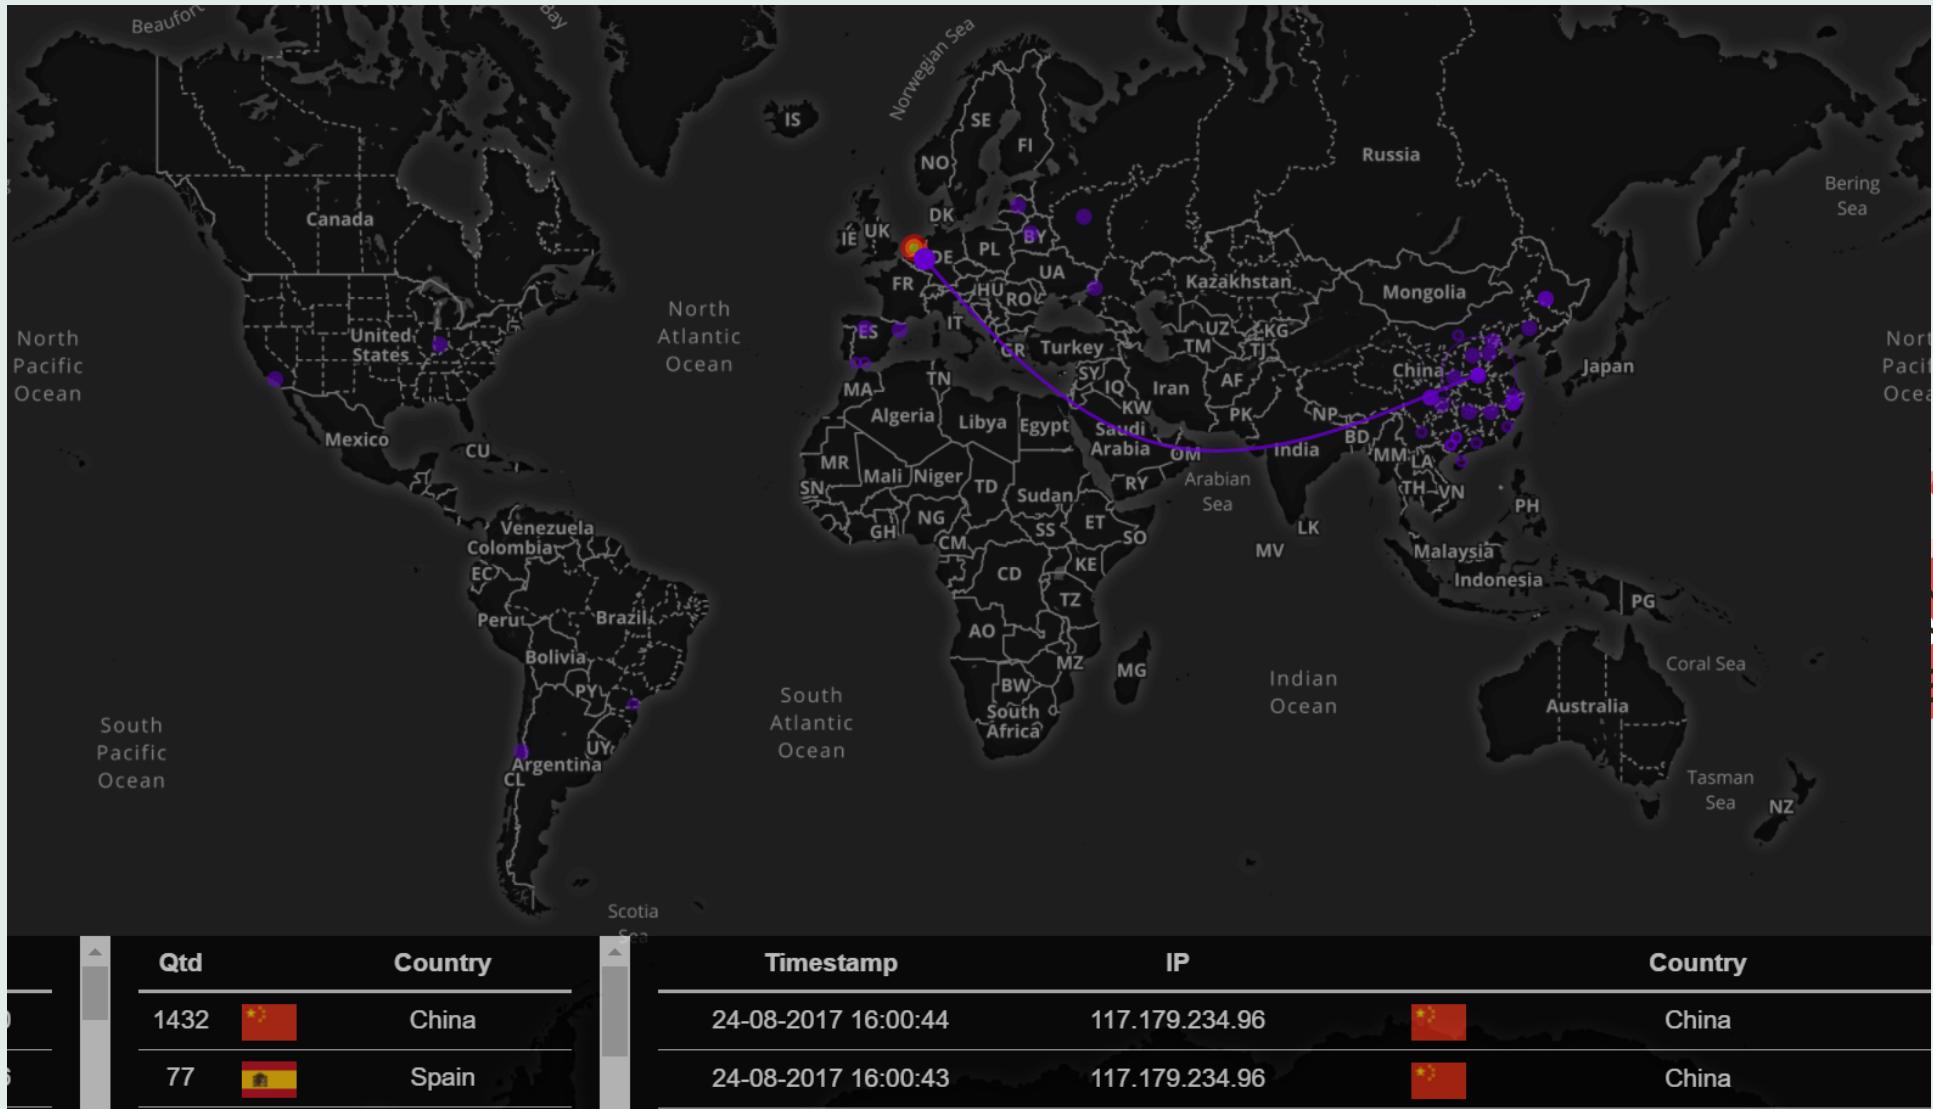 Beaufort
Bay
Norwegian Sea
IS
SE
FI
NO
Russia
Bering
Sea
Canada
DK
IE
UK
BY
PL
DE
UA
FR
HU
RO
Kazakhstan
Mongolia
North
Pacific
Ocean
United
States
North
Atlantic
Ocean
ES
IT
GR
Turkey
UZ
KG
TM
TJ
China
Japan
SY
IQ
Iran
AF
MA
TN
Algeria
Libya
Egypt
KW
PK
NP
Saudi
Arabia
OM
India
BD
Mexico
CU
MR
Mali
Niger
TD
Sudan
RY
Arabian
Sea
MM
LA
TH
VN
PH
SN
GH
NG
CM
SS
ET
SO
LK
MV
Malaysia
Indonesia
PG
Venezuela
Colombia
EC
CD
KE
TZ
Peru
Brazil
AO
Bolivia
MZ
MG
PY
BW
South
Africa
South
Atlantic
Ocean
Indian
Ocean
Coral Sea
Australia
South
Pacific
Ocean
UY
Argentina
CL
Tasman
Sea
NZ
Scotia
Sea
Qtd Country
1432 China
77 Spain
Timestamp IP Country
24-08-2017 16:00:44 117.179.234.96 China
24-08-2017 16:00:43 117.179.234.96 China